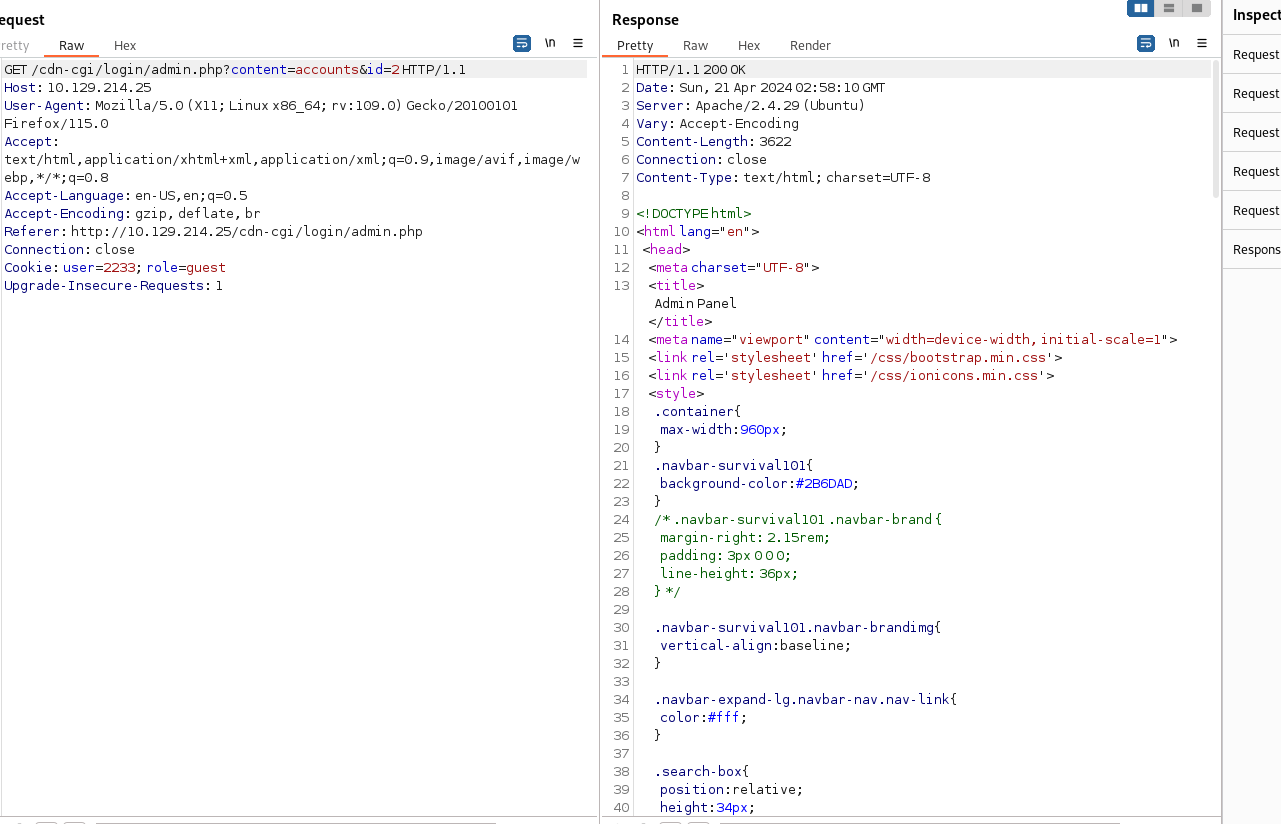 equest
retty Raw Hex \n
GET /cdn-cgi/login/admin.php?content=accounts&id=2 HTTP/1.1
Host: 10.129.214.25
User-Agent: Mozilla/5.0 (X11; Linux x86_64; rv:109.0) Gecko/20100101
Firefox/115.0
Accept:
text/html,application/xhtml+xml,application/xml;q=0.9,image/avif,image/w
ebp,*/*;q=0.8
Accept-Language: en-US,en;q=0.5
Accept-Encoding: gzip, deflate, br
Referer: http://10.129.214.25/cdn-cgi/login/admin.php
Connection: close
Cookie: user=2233; role=guest
Upgrade-Insecure-Requests: 1
Response
Pretty Raw Hex Render \n
1 HTTP/1.1 200 OK
2 Date: Sun, 21 Apr 2024 02:58:10 GMT
3 Server: Apache/2.4.29 (Ubuntu)
4 Vary: Accept-Encoding
5 Content-Length: 3622
6 Connection: close
7 Content-Type: text/html; charset=UTF-8
8
9 <!DOCTYPE html>
10 <html lang="en">
11 <head>
12 <meta charset="UTF-8">
13 <title>
Admin Panel
</title>
14 <meta name="viewport" content="width=device-width, initial-scale=1">
15 <link rel='stylesheet' href='/css/bootstrap.min.css'>
16 <link rel='stylesheet' href='/css/ionicons.min.css'>
17 <style>
18 .container{
19 max-width:960px;
20 }
21 .navbar-survival101{
22 background-color:#2B6DAD;
23 }
24 /* .navbar-survival101 .navbar-brand {
25 margin-right: 2.15rem;
26 padding: 3px 0 0 0;
27 line-height: 36px;
28 } */
29
30 .navbar-survival101.navbar-brandimg{
31 vertical-align:baseline;
32 }
33
34 .navbar-expand-lg.navbar-nav.nav-link{
35 color:#fff;
36 }
37
38 .search-box{
39 position:relative;
40 height:34px;
Inspect
Request
Request
Request
Request
Request
Respons